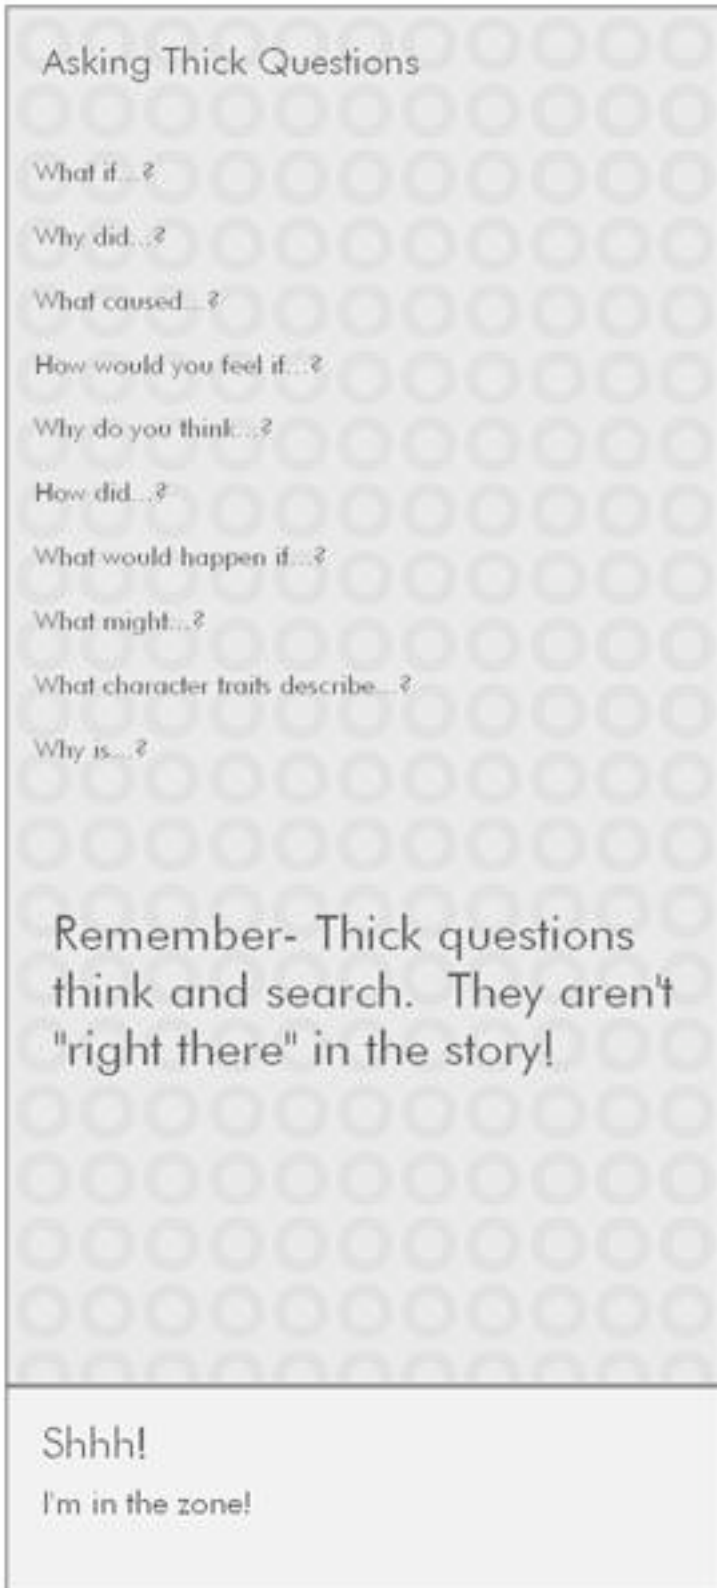 Asking Thick Questions
What if...?
Why did...?
What caused...?
How would you feel if...?
Why do you think...?
How did...?
What would happen if...?
What might...?
What character traits describe...?
Why is...?
Remember- Thick questions
think and search.  They aren't
"right there" in the story!
Shhh!
I'm in the zone!